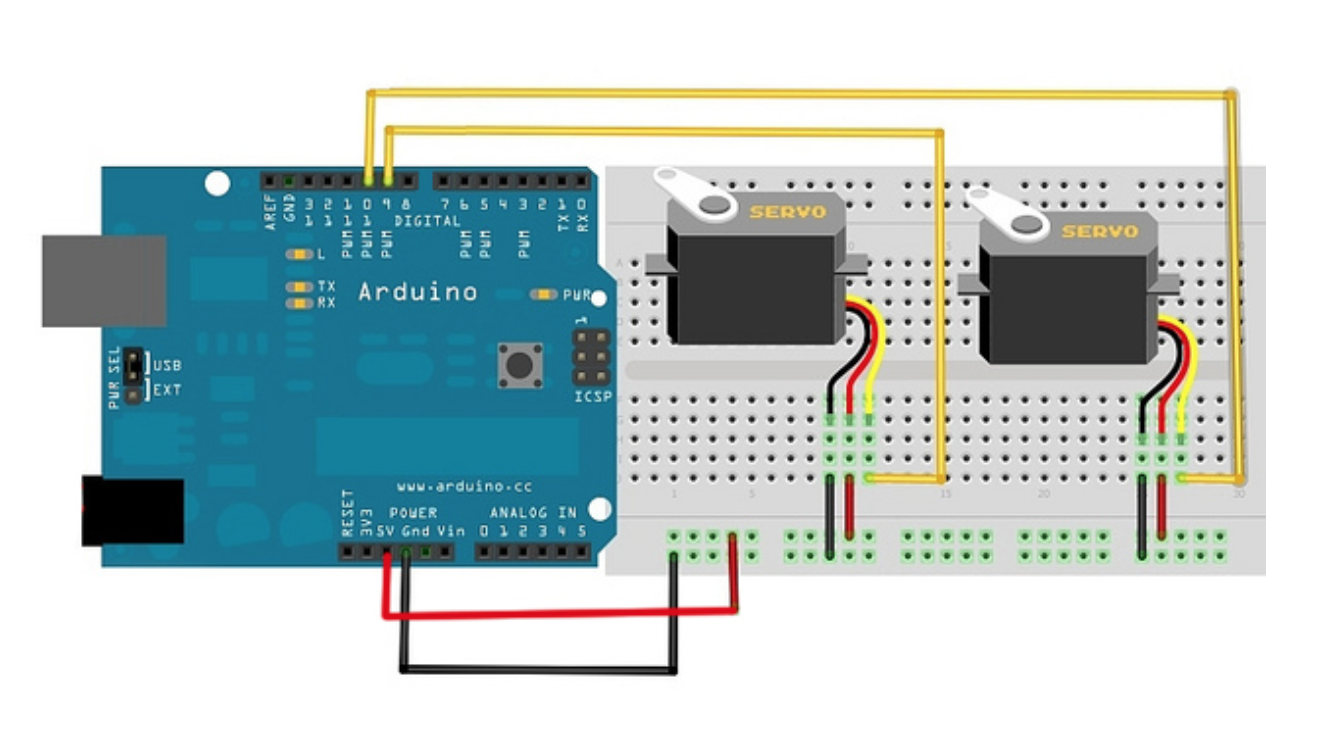 SERVO
SERVO
AREF
GND
13
12
11
10
9
8
7
6
5
4
3
2
1
0
TX
RX
DIGITAL
PWM
PWM
PWM
PWM
PWM
PWM
L
TX
RX
Arduino
PWR
1
ICSP
PWR SEL
USB
EXT
www.arduino.cc
POWER
ANALOG IN
RESET
3V3
5V Gnd Vin
0 1 2 3 4 5
1 5 15 20 30